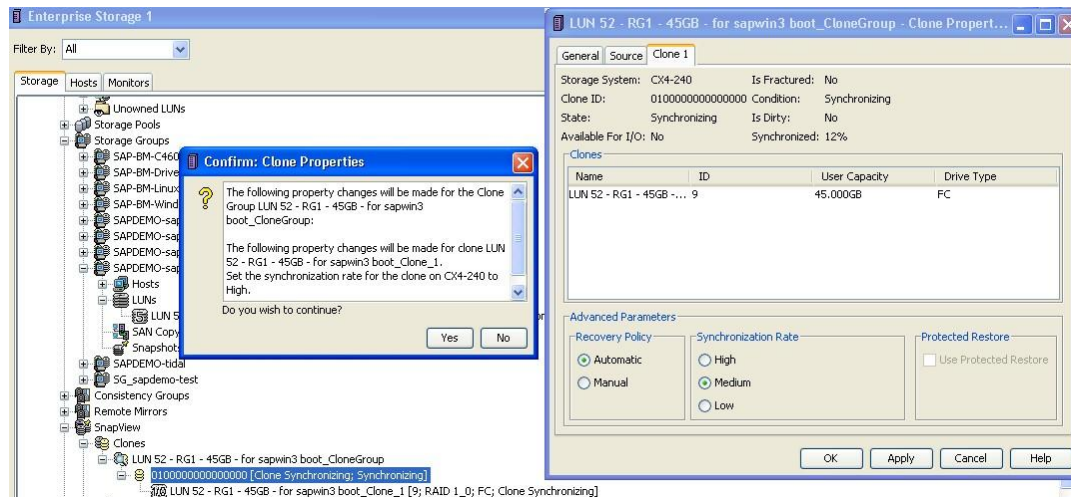 Enterprise Storage 1
Filter By: All
Storage Hosts Monitors
Unowned LUNs
Storage Pools
Storage Groups
SAP-BM-C460
SAP-BM-Drive
SAP-BM-Linux
SAP-BM-Wind
SAPDEMO-sap
SAPDEMO-sap
SAPDEMO-sap
SAPDEMO-sap
Hosts
LUNs
LUN 5
SAN Copy
Snapshots
SAPDEMO-tidal
SG_sapdemo-test
Consistency Groups
Remote Mirrors
SnapView
Clones
LUN 52 - RG1 - 45GB - for sapwin3 boot_CloneGroup
0100000000000000 [Clone Synchronizing; Synchronizing]
LUN 52 - RG1 - 45GB - for sapwin3 boot_Clone_1 [9; RAID 1_0; FC; Clone Synchronizing]
Confirm: Clone Properties
The following property changes will be made for the Clone
Group LUN 52 - RG1 - 45GB - for sapwin3
boot_CloneGroup:
The following property changes will be made for clone LUN
52 - RG1 - 45GB - for sapwin3 boot_Clone_1.
Set the synchronization rate for the clone on CX4-240 to
High.
Do you wish to continue?
Yes No
LUN 52 - RG1 - 45GB - for sapwin3 boot_CloneGroup - Clone Propert...
General Source Clone 1
Storage System: CX4-240 Is Fractured: No
Clone ID: 0100000000000000 Condition: Synchronizing
State: Synchronizing Is Dirty: No
Available For I/O: No Synchronized: 12%
Clones
Name ID User Capacity Drive Type
LUN 52 - RG1 - 45GB -... 9 45.000GB FC
Advanced Parameters
Recovery Policy Synchronization Rate Protected Restore
Automatic High Use Protected Restore
Manual Medium
Low
OK Apply Cancel Help